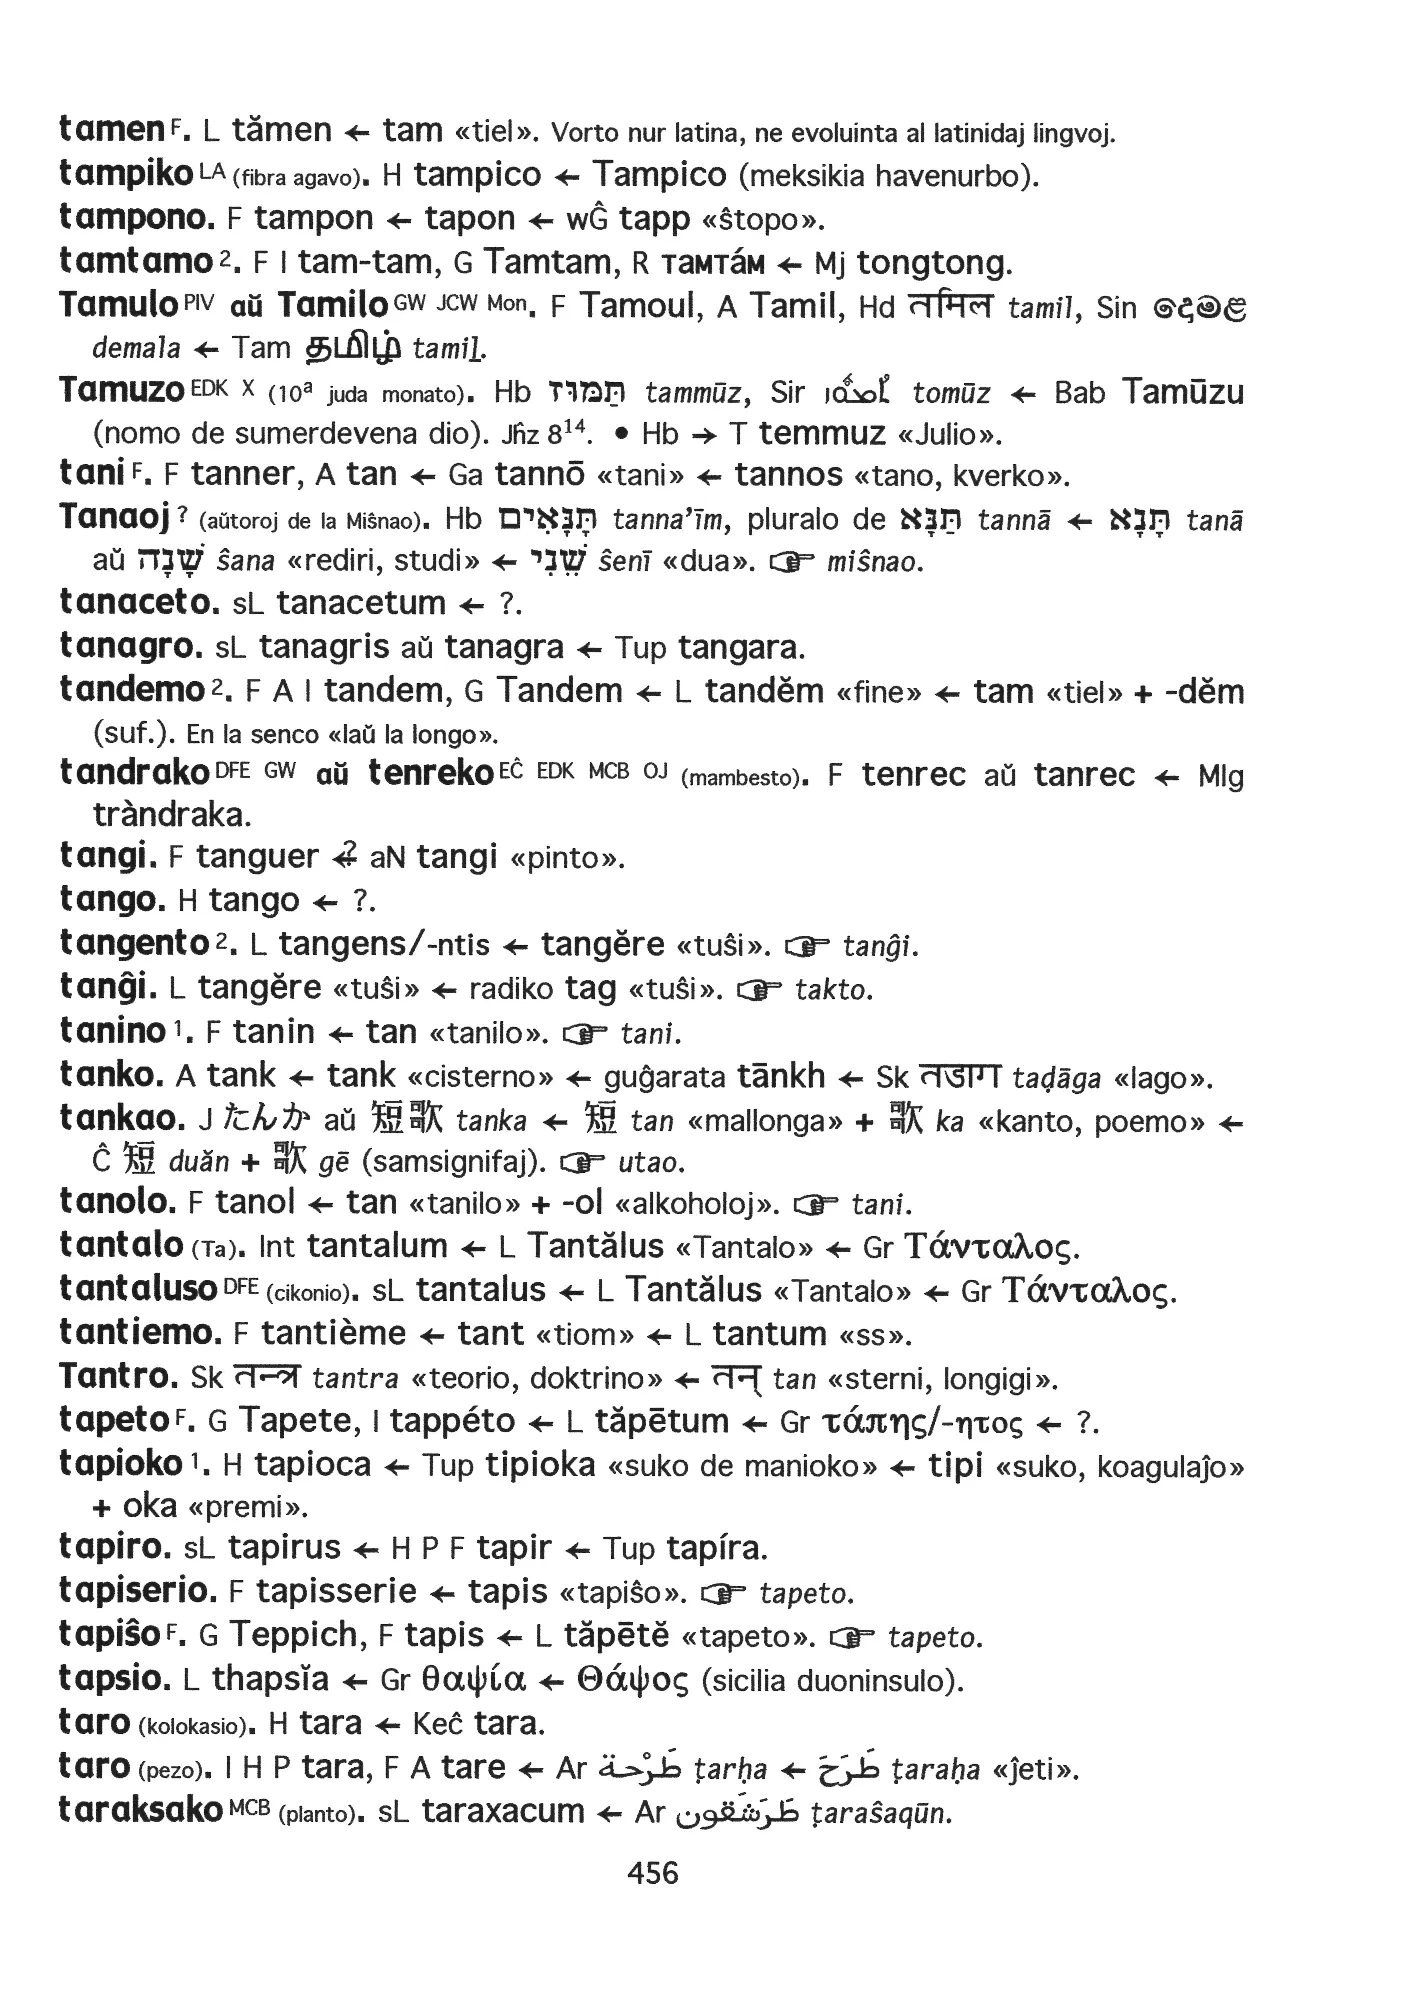 tamen F. L tămen ← tam «tiel». Vorto nur latina, ne evoluinta al latinidaj lingvoj.
tampiko LA (fibra agavo). H tampico ← Tampico (meksikia havenurbo).
tampono. F tampon ← tapon ← wĜ tapp «ŝtopo».
tamtamo 2. F I tam-tam, G Tamtam, R тамтáм ← Mj tongtong.
Tamulo PIV aŭ Tamilo GW JCW Mon. F Tamoul, A Tamil, Hd तमिल tamil, Sin දෙමළ
demala ← Tam தமிழ் tamiḻ.
Tamuzo EDK X (10ª juda monato). Hb תַּמּוּז tammūz, Sir ܬܡܘܙ tomūz ← Bab Tamūzu
(nomo de sumerdevena dio). Jĥz 8¹⁴. • Hb → T temmuz «Julio».
tani F. F tanner, A tan ← Ga tannō «tani» ← tannos «tano, kverko».
Tanaoj ? (aŭtoroj de la Miŝnao). Hb תַּנָּאִים tanna’īm, pluralo de תַּנָּא tannā ← תָּנָא tanā
aŭ שָׁנָה ŝana «rediri, studi» ← שְׁנִי ŝenī «dua». ☞ miŝnao.
tanaceto. sL tanacetum ← ?.
tanagro. sL tanagris aŭ tanagra ← Tup tangara.
tandemo 2. F A I tandem, G Tandem ← L tandĕm «fine» ← tam «tiel» + -dĕm
(suf.). En la senco «laŭ la longo».
tandrako DFE GW aŭ tenreko EĈ EDK MCB OJ (mambesto). F tenrec aŭ tanrec ← Mlg
tràndraka.
tangi. F tanguer ←? aN tangi «pinto».
tango. H tango ← ?.
tangento 2. L tangens/-ntis ← tangĕre «tuŝi». ☞ tanĝi.
tanĝi. L tangĕre «tuŝi» ← radiko tag «tuŝi». ☞ takto.
tanino 1. F tanin ← tan «tanilo». ☞ tani.
tanko. A tank ← tank «cisterno» ← guĝarata tānkh ← Sk तडाग taḍāga «lago».
tankao. J たんか aŭ 短歌 tanka ← 短 tan «mallonga» + 歌 ka «kanto, poemo» ←
Ĉ 短 duǎn + 歌 gē (samsignifaj). ☞ utao.
tanolo. F tanol ← tan «tanilo» + -ol «alkoholoj». ☞ tani.
tantalo (Ta). Int tantalum ← L Tantălus «Tantalo» ← Gr Τάνταλος.
tantaluso DFE (cikonio). sL tantalus ← L Tantălus «Tantalo» ← Gr Τάνταλος.
tantiemo. F tantième ← tant «tiom» ← L tantum «ss».
Tantro. Sk तन्त्र tantra «teorio, doktrino» ← तन् tan «sterni, longigi».
tapeto F. G Tapete, I tappéto ← L tăpētum ← Gr τάπης/-ητος ← ?.
tapioko 1. H tapioca ← Tup tipioka «suko de manioko» ← tipi «suko, koagulaĵo»
+ oka «premi».
tapiro. sL tapirus ← H P F tapir ← Tup tapíra.
tapiserio. F tapisserie ← tapis «tapiŝo». ☞ tapeto.
tapiŝo F. G Teppich, F tapis ← L tăpētĕ «tapeto». ☞ tapeto.
tapsio. L thapsĭa ← Gr θαψία ← Θάψος (sicilia duoninsulo).
taro (kolokasio). H tara ← Keĉ tara.
taro (pezo). I H P tara, F A tare ← Ar طَرْحة ṭarḥa ← طَرَحَ ṭaraḥa «ĵeti».
taraksako MCB (planto). sL taraxacum ← Ar طَرَشَقون ṭaraŝaqūn.
456